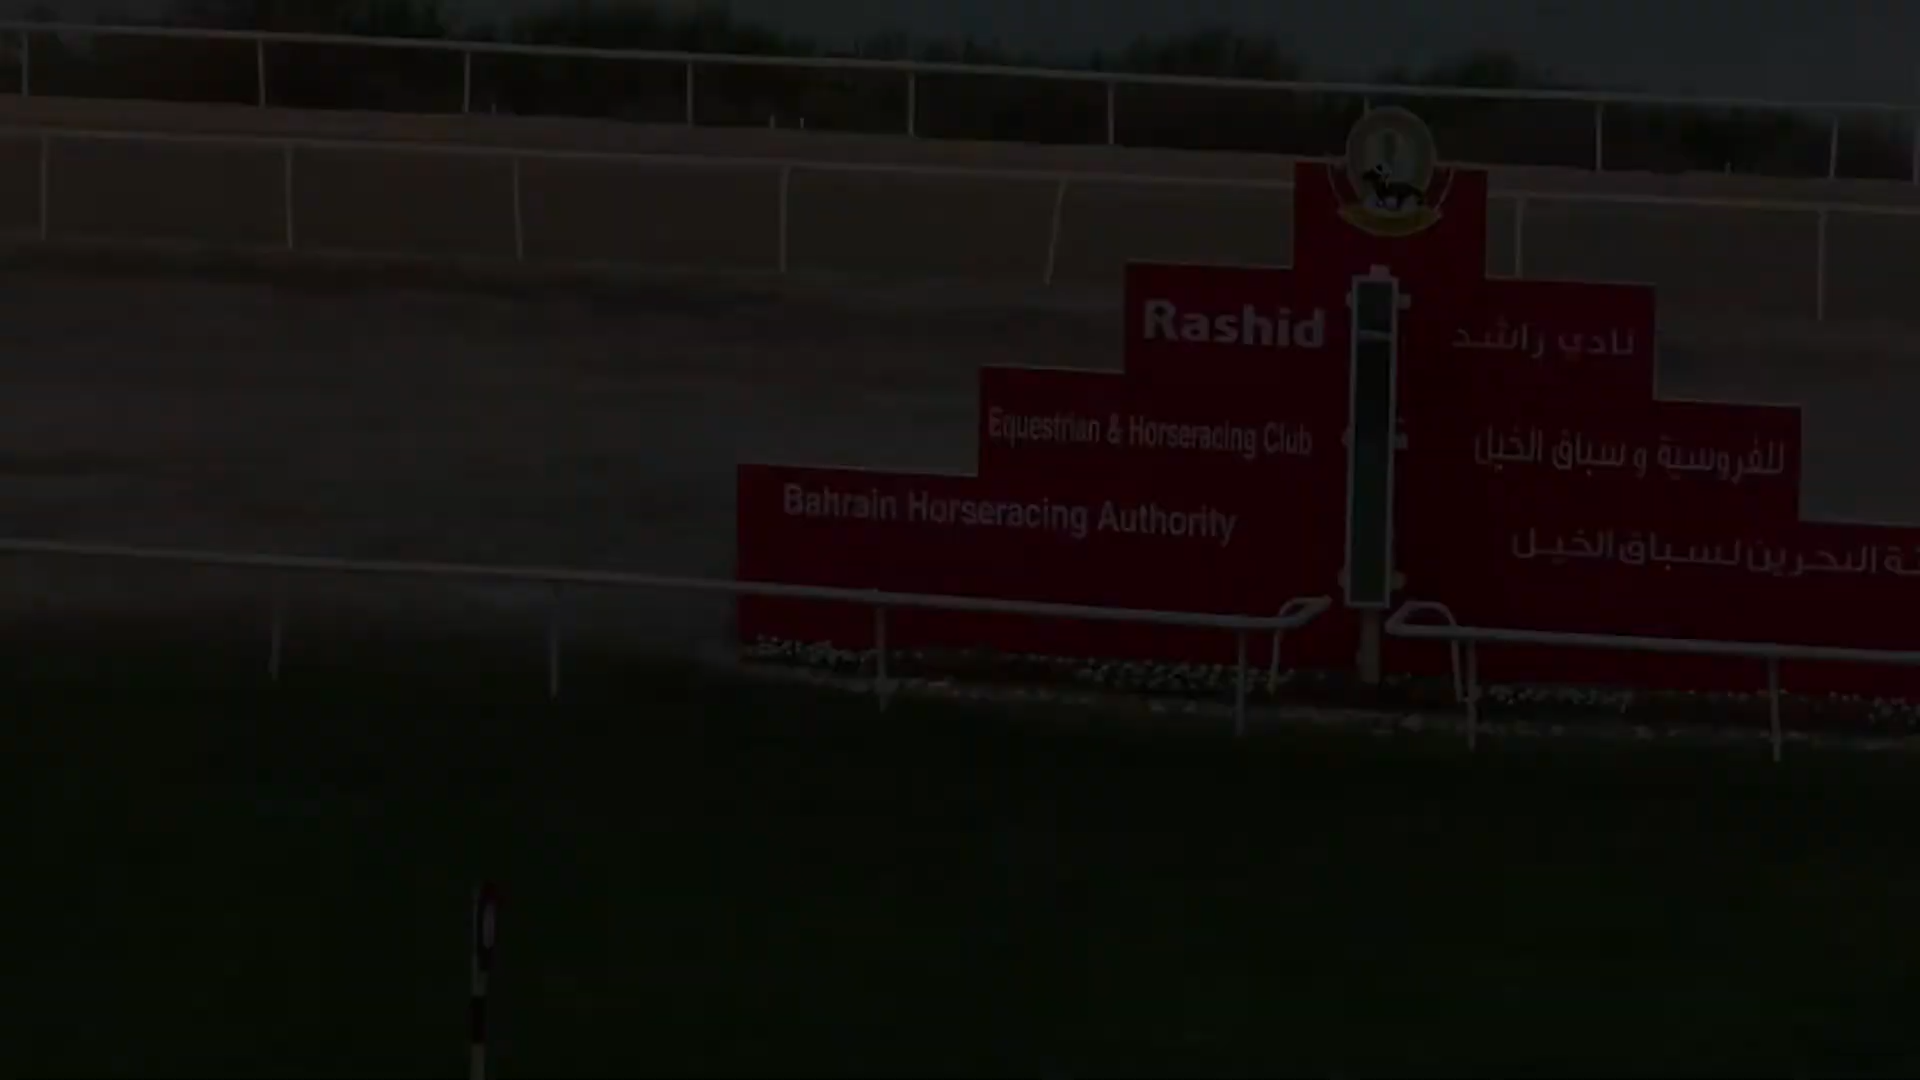 Rashid
Equestrian & Horseracing Club
Bahrain Horseracing Authority
نادي راشد
للفروسية و سباق الخيل
البحرين لسباق الخيل